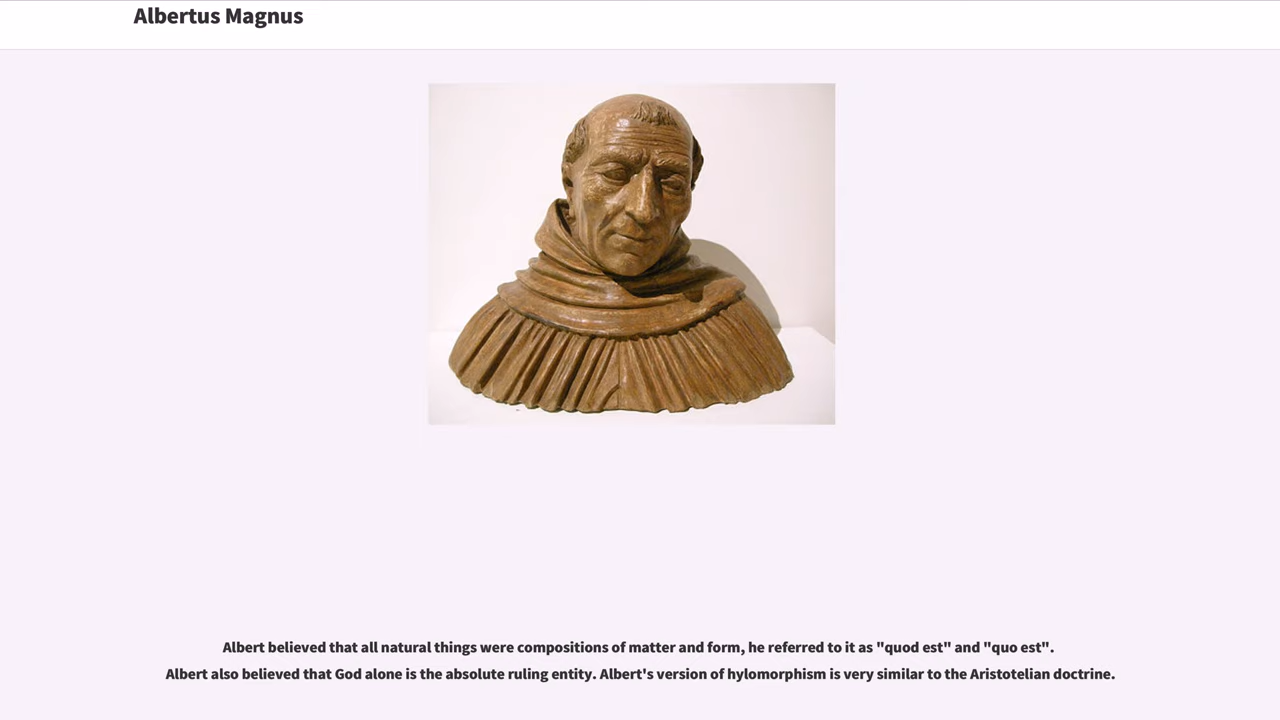 Albertus Magnus
Albert believed that all natural things were compositions of matter and form, he referred to it as "quod est" and "quo est".
Albert also believed that God alone is the absolute ruling entity. Albert's version of hylomorphism is very similar to the Aristotelian doctrine.